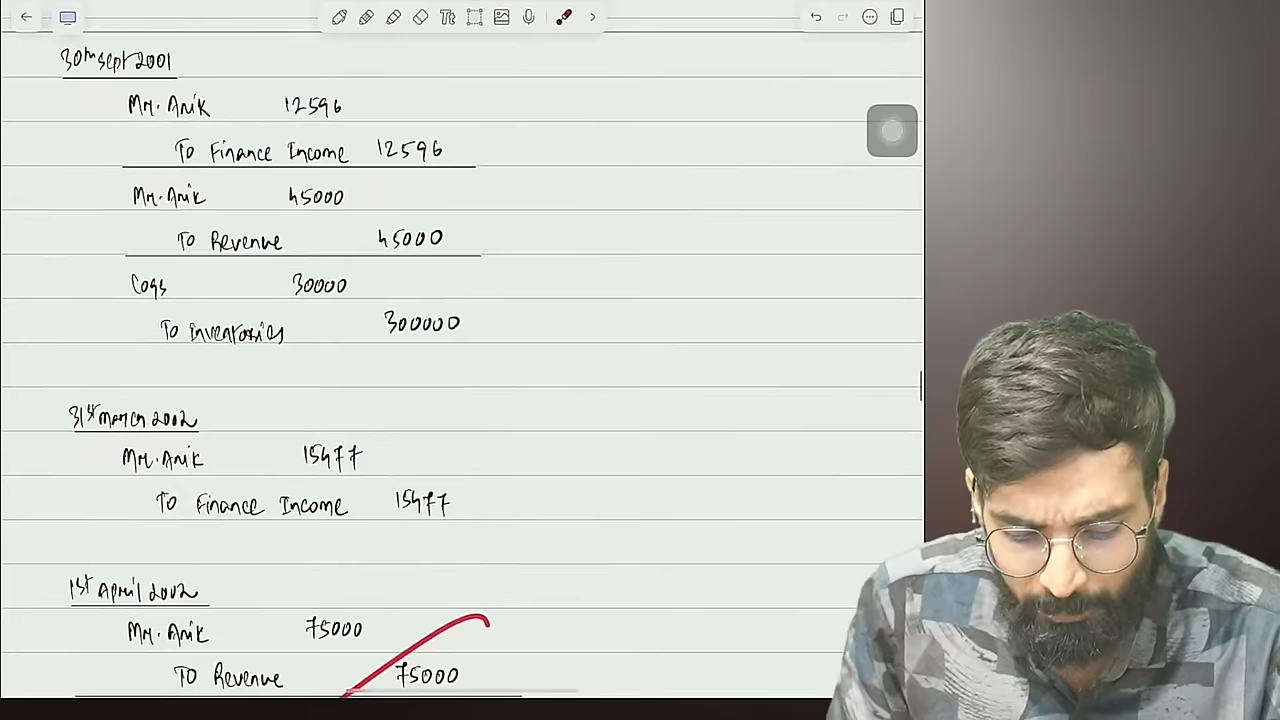 30th Sept 2001
Mr. Anik 12596
To Finance Income 12596
Mr. Anik 45000
To Revenue 45000
Cogs 30000
To Inventories 300000
31st March 2002
Mr. Anik 15477
To Finance Income 15477
1st April 2002
Mr. Anik 75000
To Revenue 75000